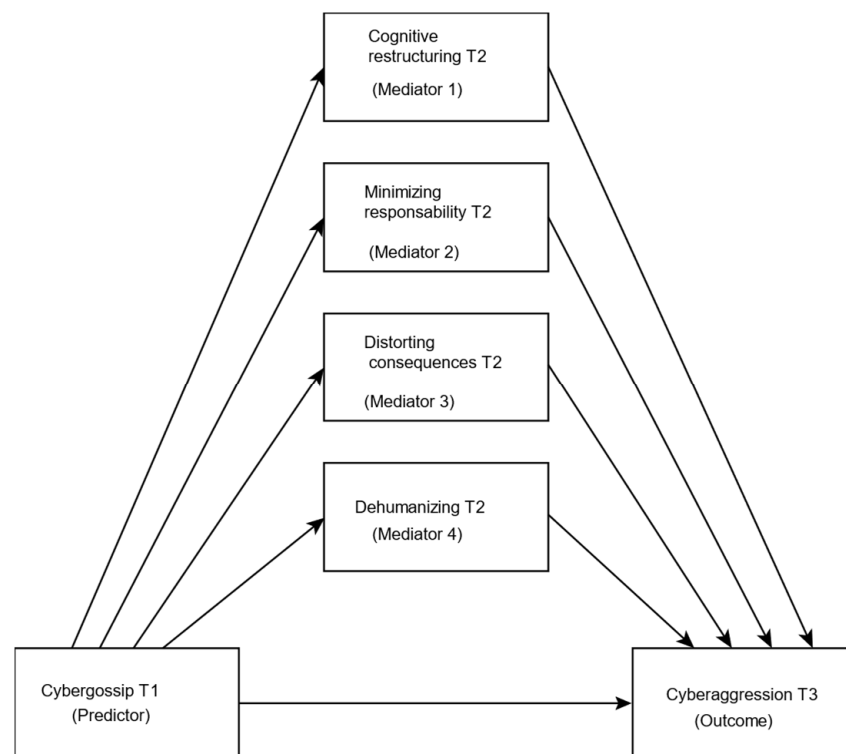 Cognitive
restructuring T2
(Mediator 1)
Minimizing
responsability T2
(Mediator 2)
Distorting
consequences T2
(Mediator 3)
Dehumanizing T2
(Mediator 4)
Cybergossip T1
(Predictor)
Cyberaggression T3
(Outcome)